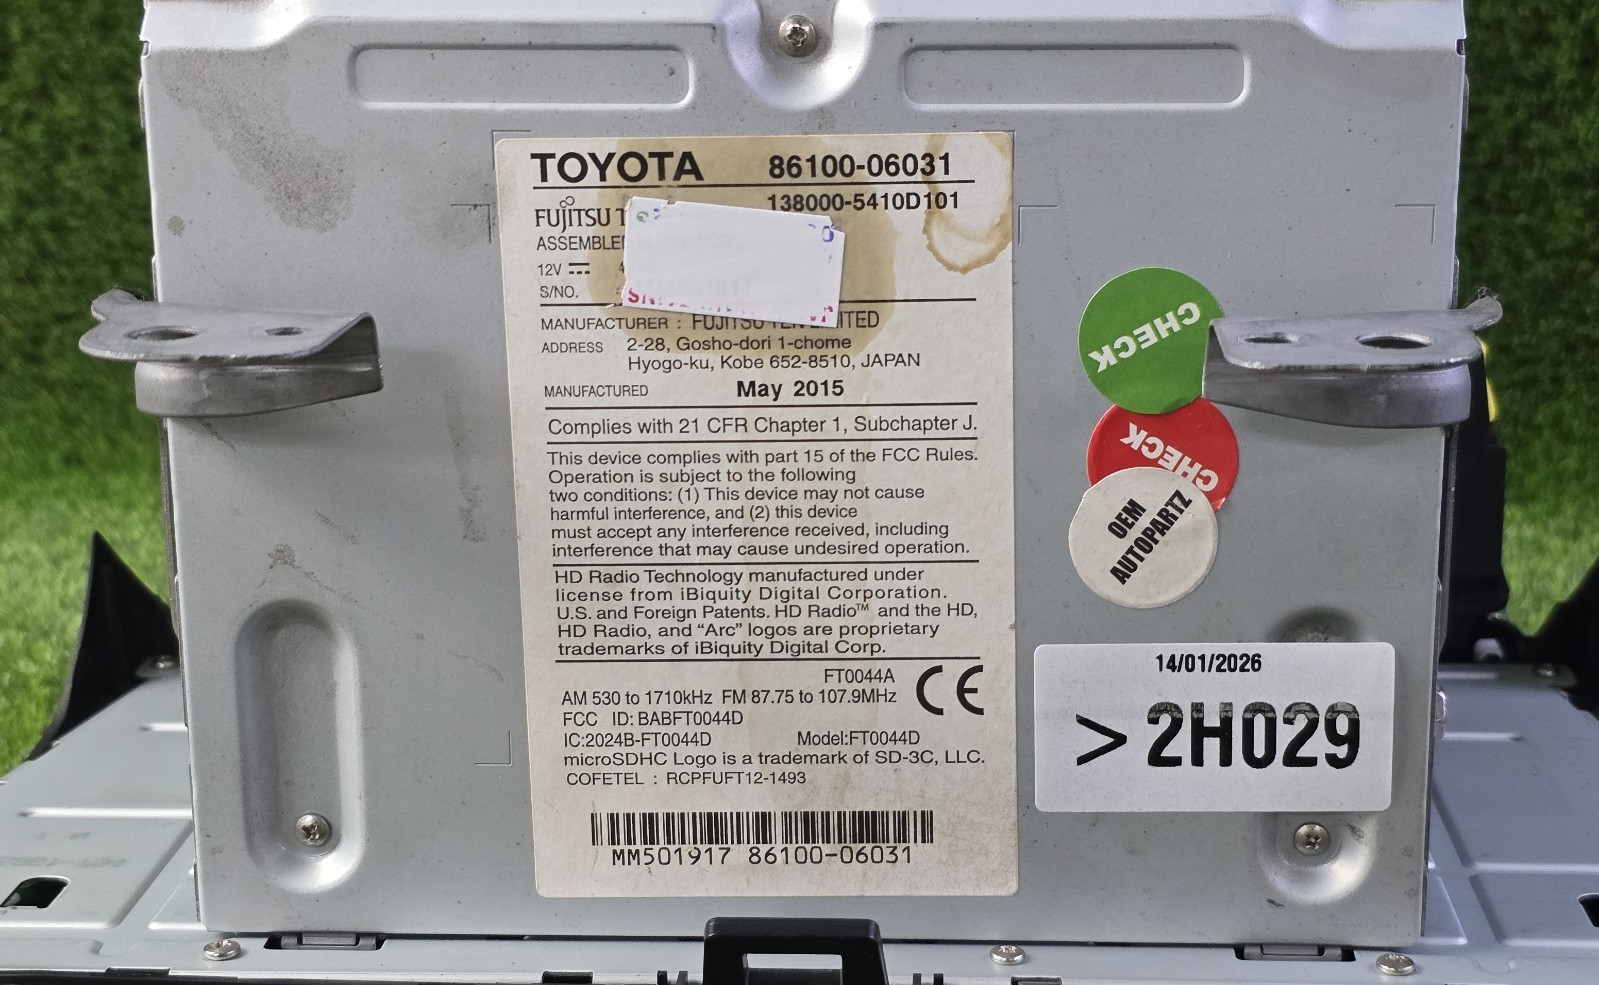 TOYOTA 86100-06031
138000-5410D101
FUJITSU T
ASSEMBLE
12V
S/NO.
MANUFACTURER : FUJITSU TEN LIMITED
ADDRESS 2-28, Gosho-dori 1-chome
Hyogo-ku, Kobe 652-8510, JAPAN
MANUFACTURED May 2015
Complies with 21 CFR Chapter 1, Subchapter J.
This device complies with part 15 of the FCC Rules.
Operation is subject to the following
two conditions: (1) This device may not cause
harmful interference, and (2) this device
must accept any interference received, including
interference that may cause undesired operation.
HD Radio Technology manufactured under
license from iBiquity Digital Corporation.
U.S. and Foreign Patents. HD Radio™ and the HD,
HD Radio, and “Arc” logos are proprietary
trademarks of iBiquity Digital Corp.
FT0044A
AM 530 to 1710kHz FM 87.75 to 107.9MHz CE
FCC ID: BABFT0044D
IC:2024B-FT0044D Model:FT0044D
microSDHC Logo is a trademark of SD-3C, LLC.
COFETEL : RCPFUFT12-1493
MM501917 86100-06031
CHECK
CHECK
OEM
AUTOPARTZ
14/01/2026
>2H029